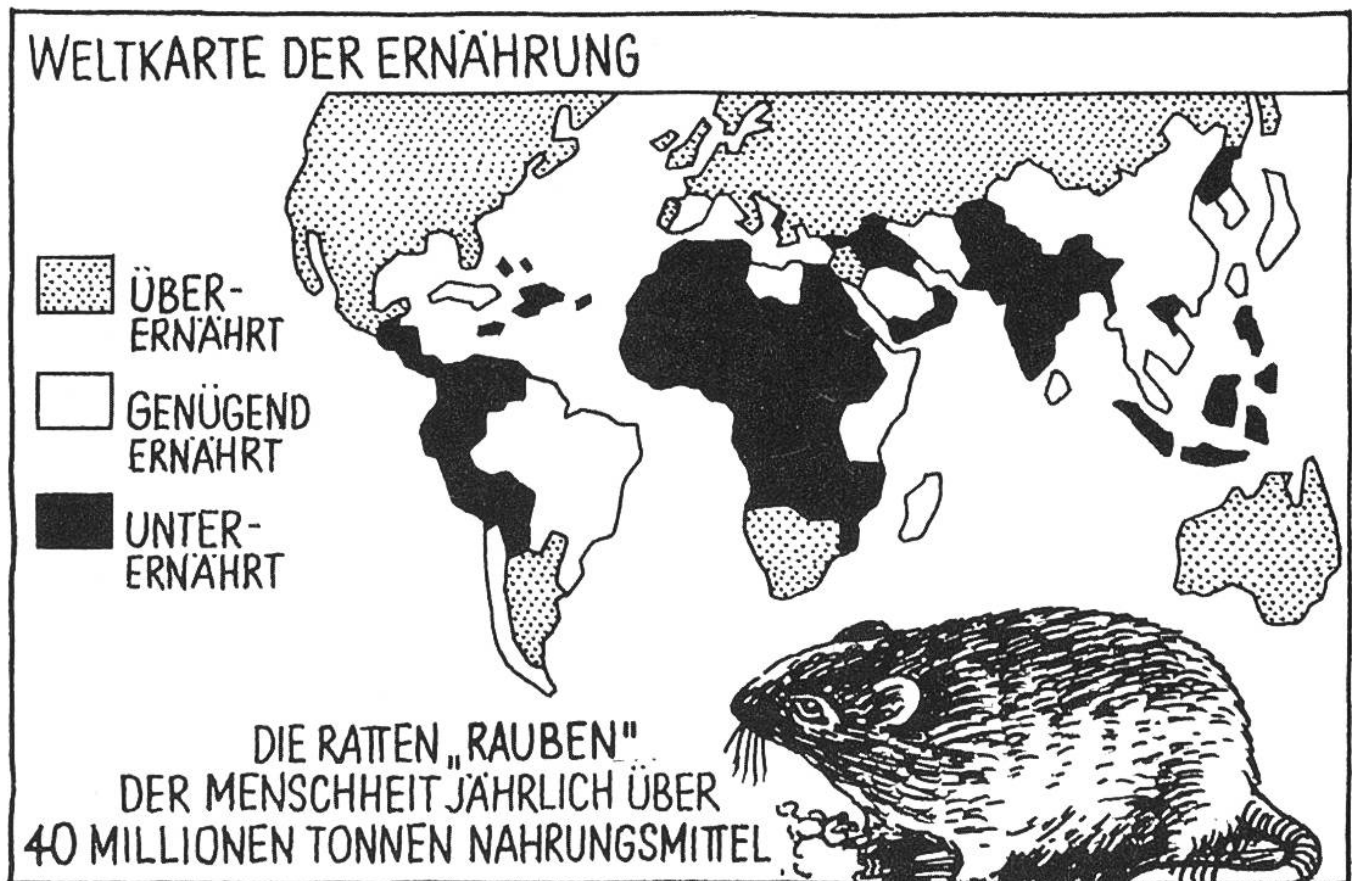 WELTKARTE DER ERNÄHRUNG
ÜBER-
ERNÄHRT
GENÜGEND
ERNÄHRT
UNTER-
ERNÄHRT
DIE RATTEN „RAUBEN"
DER MENSCHHEIT JÄHRLICH ÜBER
40 MILLIONEN TONNEN NAHRUNGSMITTEL